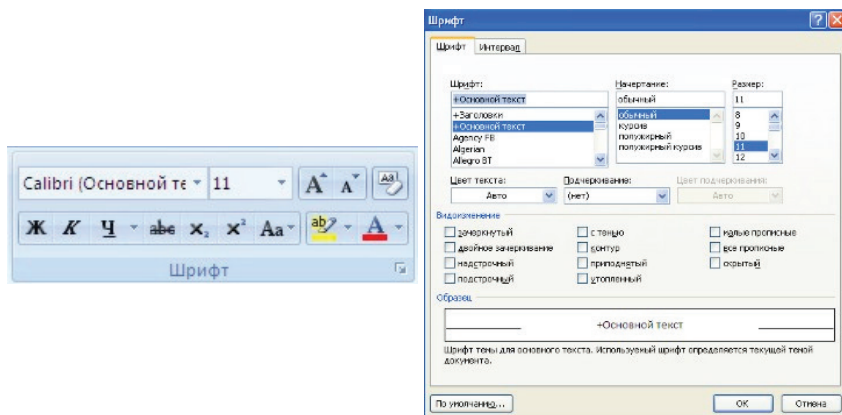 Calibri (Основной те 11 A A Aa
Ж К Ч abc x₂ x² Aa ab А
Шрифт
Шрифт
Шрифт Интервал
Шрифт: Начертание: Размер:
+Основной текст обычный 11
+Заголовки обычный 8
+Основной текст курсив 9
Agency FB полужирный 10
Algerian полужирный курсив 11
Allegro BT 12
Цвет текста: Подчеркивание: Цвет подчеркивания:
Авто (нет) Авто
Видоизменение
зачеркнутый с тенью малые прописные
двойное зачеркивание контур все прописные
надстрочный приподнятый скрытый
подстрочный утопленный
Образец
+Основной текст
Шрифт темы для основного текста. Используемый шрифт определяется текущей темой
документа.
По умолчанию... ОК Отмена